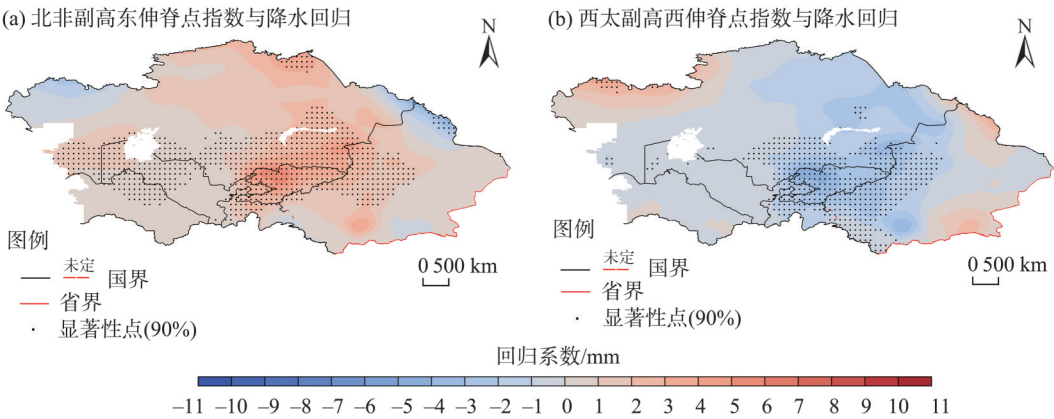 (a) 北非副高东伸脊点指数与降水回归
N
图例
未定
国界
省界
显著性点(90%)
0 500 km
(b) 西太副高西伸脊点指数与降水回归
N
图例
未定
国界
省界
显著性点(90%)
0 500 km
回归系数/mm
–11 –10 –9 –8 –7 –6 –5 –4 –3 –2 –1 0 1 2 3 4 5 6 7 8 9 10 11